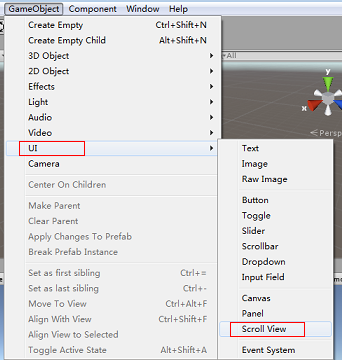 GameObject Component Window Help
Create Empty Ctrl+Shift+N
Create Empty Child Alt+Shift+N
3D Object
2D Object
Effects
Light
Audio
Video
UI
Camera
Center On Children
Make Parent
Clear Parent
Apply Changes To Prefab
Break Prefab Instance
Set as first sibling Ctrl+=
Set as last sibling Ctrl+-
Move To View Ctrl+Alt+F
Align With View Ctrl+Shift+F
Align View to Selected
Toggle Active State Alt+Shift+A
All
y
Persp
Text
Image
Raw Image
Button
Toggle
Slider
Scrollbar
Dropdown
Input Field
Canvas
Panel
Scroll View
Event System